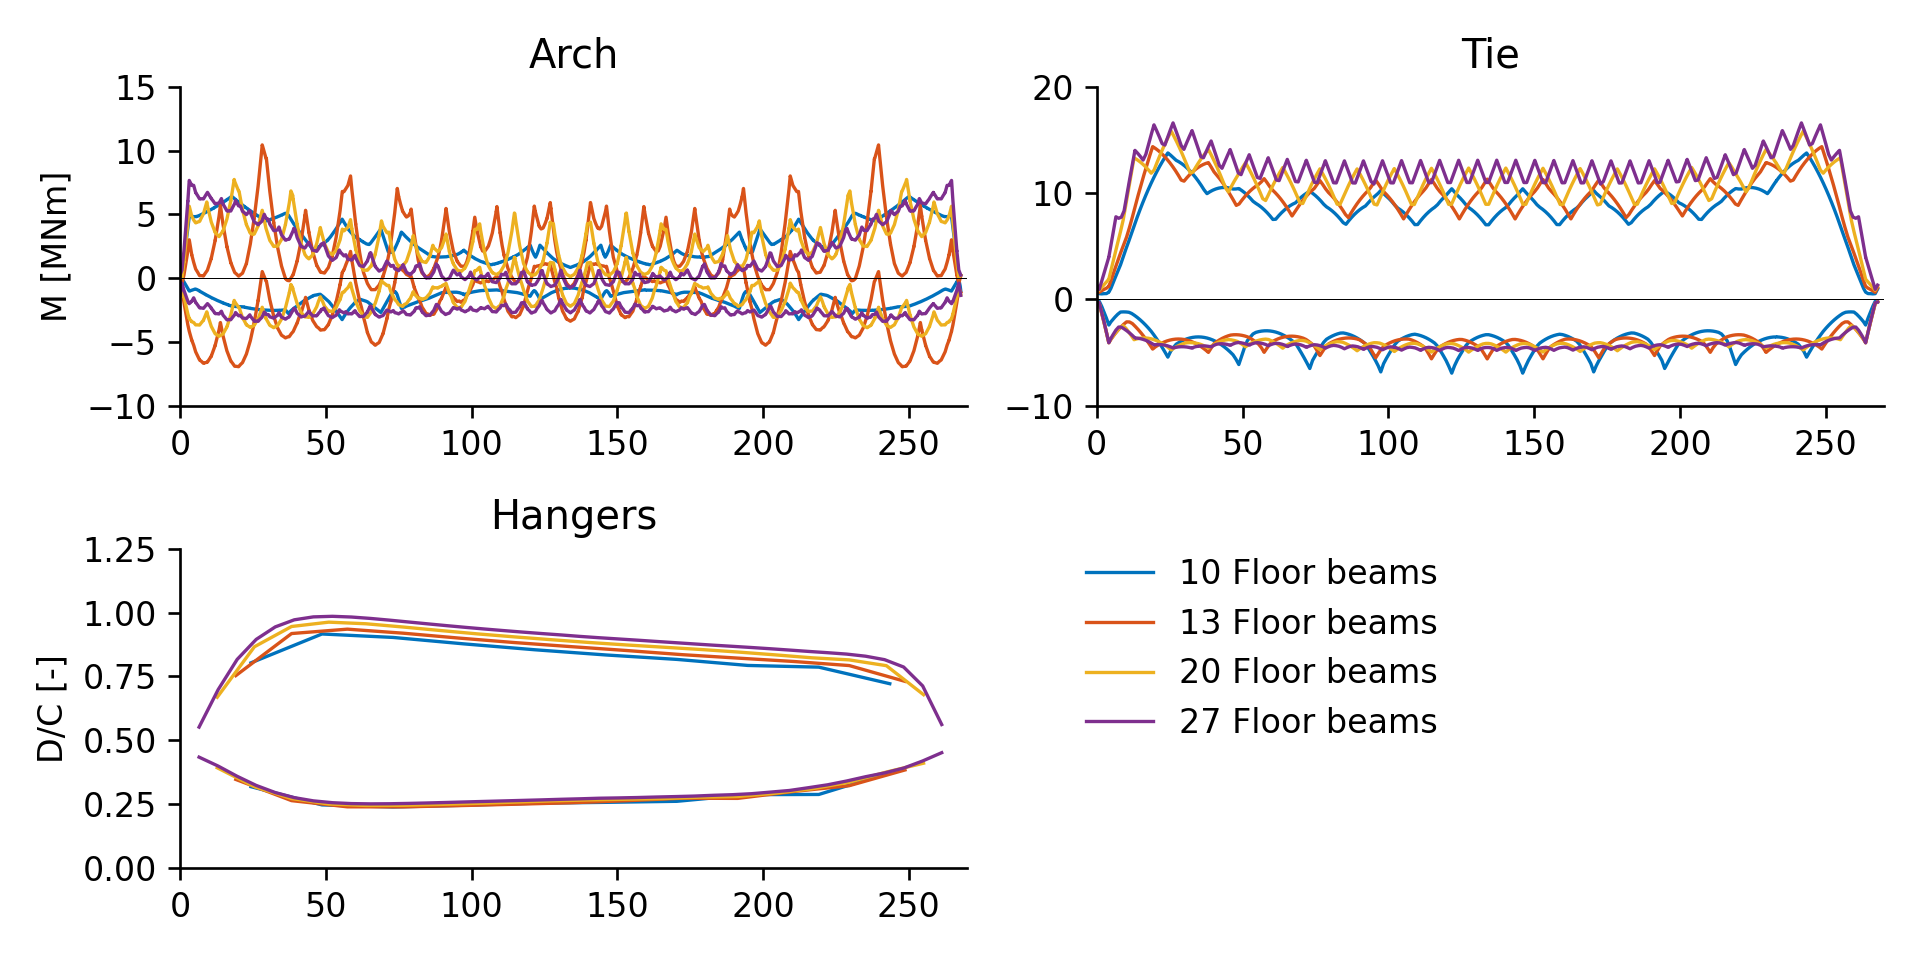 Arch
M [MNm]
15
10
5
0
−5
−10
0 50 100 150 200 250
Tie
20
10
0
−10
0 50 100 150 200 250
Hangers
D/C [-]
1.25
1.00
0.75
0.50
0.25
0.00
0 50 100 150 200 250
10 Floor beams
13 Floor beams
20 Floor beams
27 Floor beams